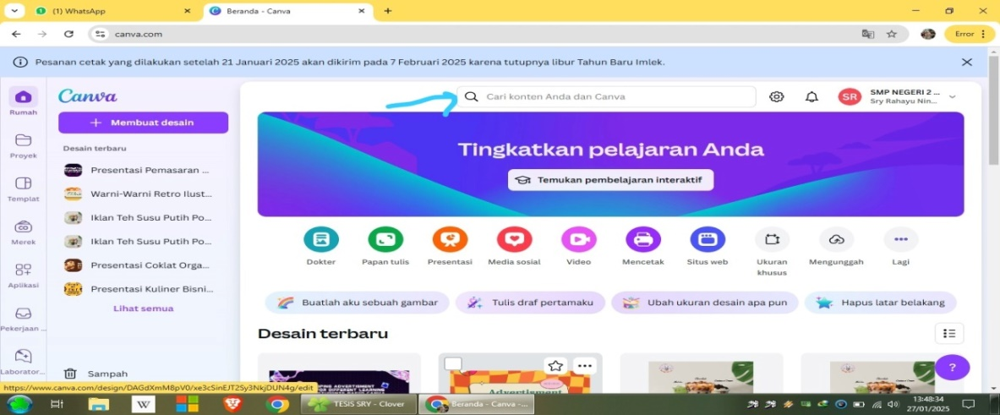 (1) WhatsApp
Beranda - Canva
canva.com
Error
Pesanan cetak yang dilakukan setelah 21 Januari 2025 akan dikirim pada 7 Februari 2025 karena tutupnya libur Tahun Baru Imlek.
Rumah
Proyek
Templat
Merek
Aplikasi
Pekerjaan ...
Laborator...
Canva
Membuat desain
Desain terbaru
Presentasi Pemasaran ...
Warni-Warni Retro Ilust...
Iklan Teh Susu Putih Po...
Iklan Teh Susu Putih Po...
Presentasi Coklat Orga...
Presentasi Kuliner Bisni...
Lihat semua
Sampah
Cari konten Anda dan Canva
SR
SMP NEGERI 2 ...
Sry Rahayu Nin...
Tingkatkan pelajaran Anda
Temukan pembelajaran interaktif
Dokter
Papan tulis
Presentasi
Media sosial
Video
Mencetak
Situs web
Ukuran
khusus
Mengunggah
Lagi
Buatlah aku sebuah gambar
Tulis draf pertamaku
Ubah ukuran desain apa pun
Hapus latar belakang
Desain terbaru
FOR DIFFERENT LEARNING
Advertisment
?
https://www.canva.com/design/DAGdXmM8pV0/xe3cSinEJT2Sy3NkjDUN4g/edit
W
TESIS SRY - Clover
Beranda - Canva -...
13:48:34
27/01/2025